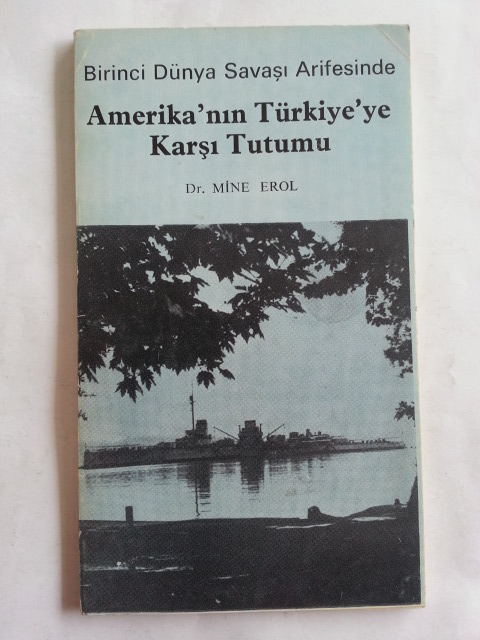 Birinci Dünya Savaşı Arifesinde
Amerika'nın Türkiye'ye
Karşı Tutumu
Dr. MİNE EROL